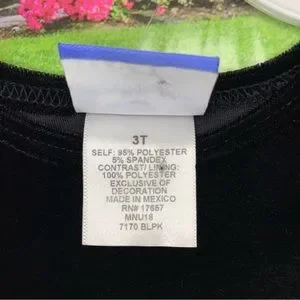 3T
SELF: 95% POLYESTER
5% SPANDEX
CONTRAST/ LINING:
100% POLYESTER
EXCLUSIVE OF
DECORATION
MADE IN MEXICO
RN# 17657
MNU18
7170 BLPK